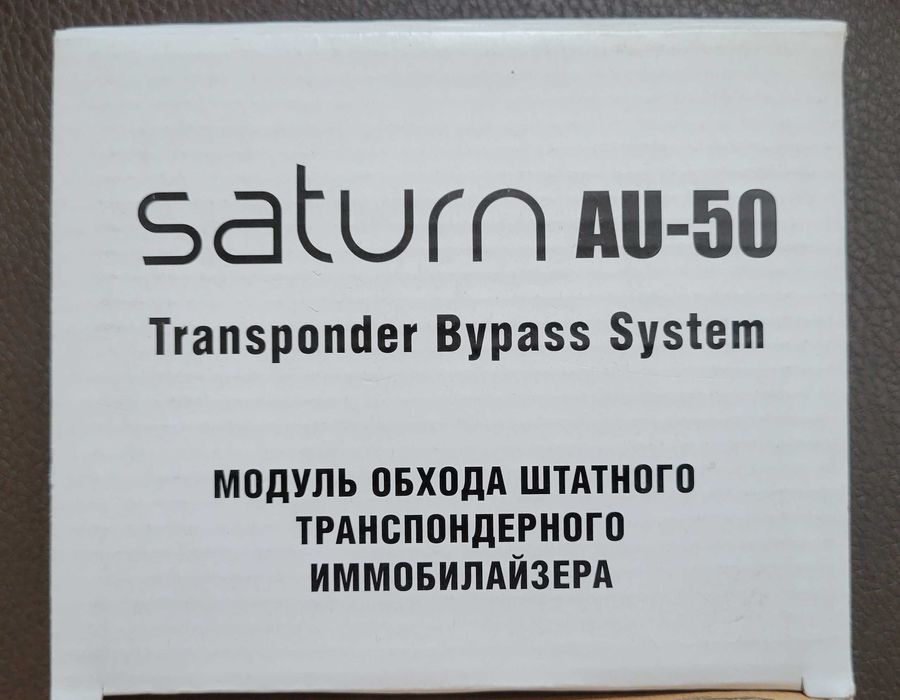 saturn AU-50
Transponder Bypass System
МОДУЛЬ ОБХОДА ШТАТНОГО
ТРАНСПОНДЕРНОГО
ИММОБИЛАЙЗЕРА